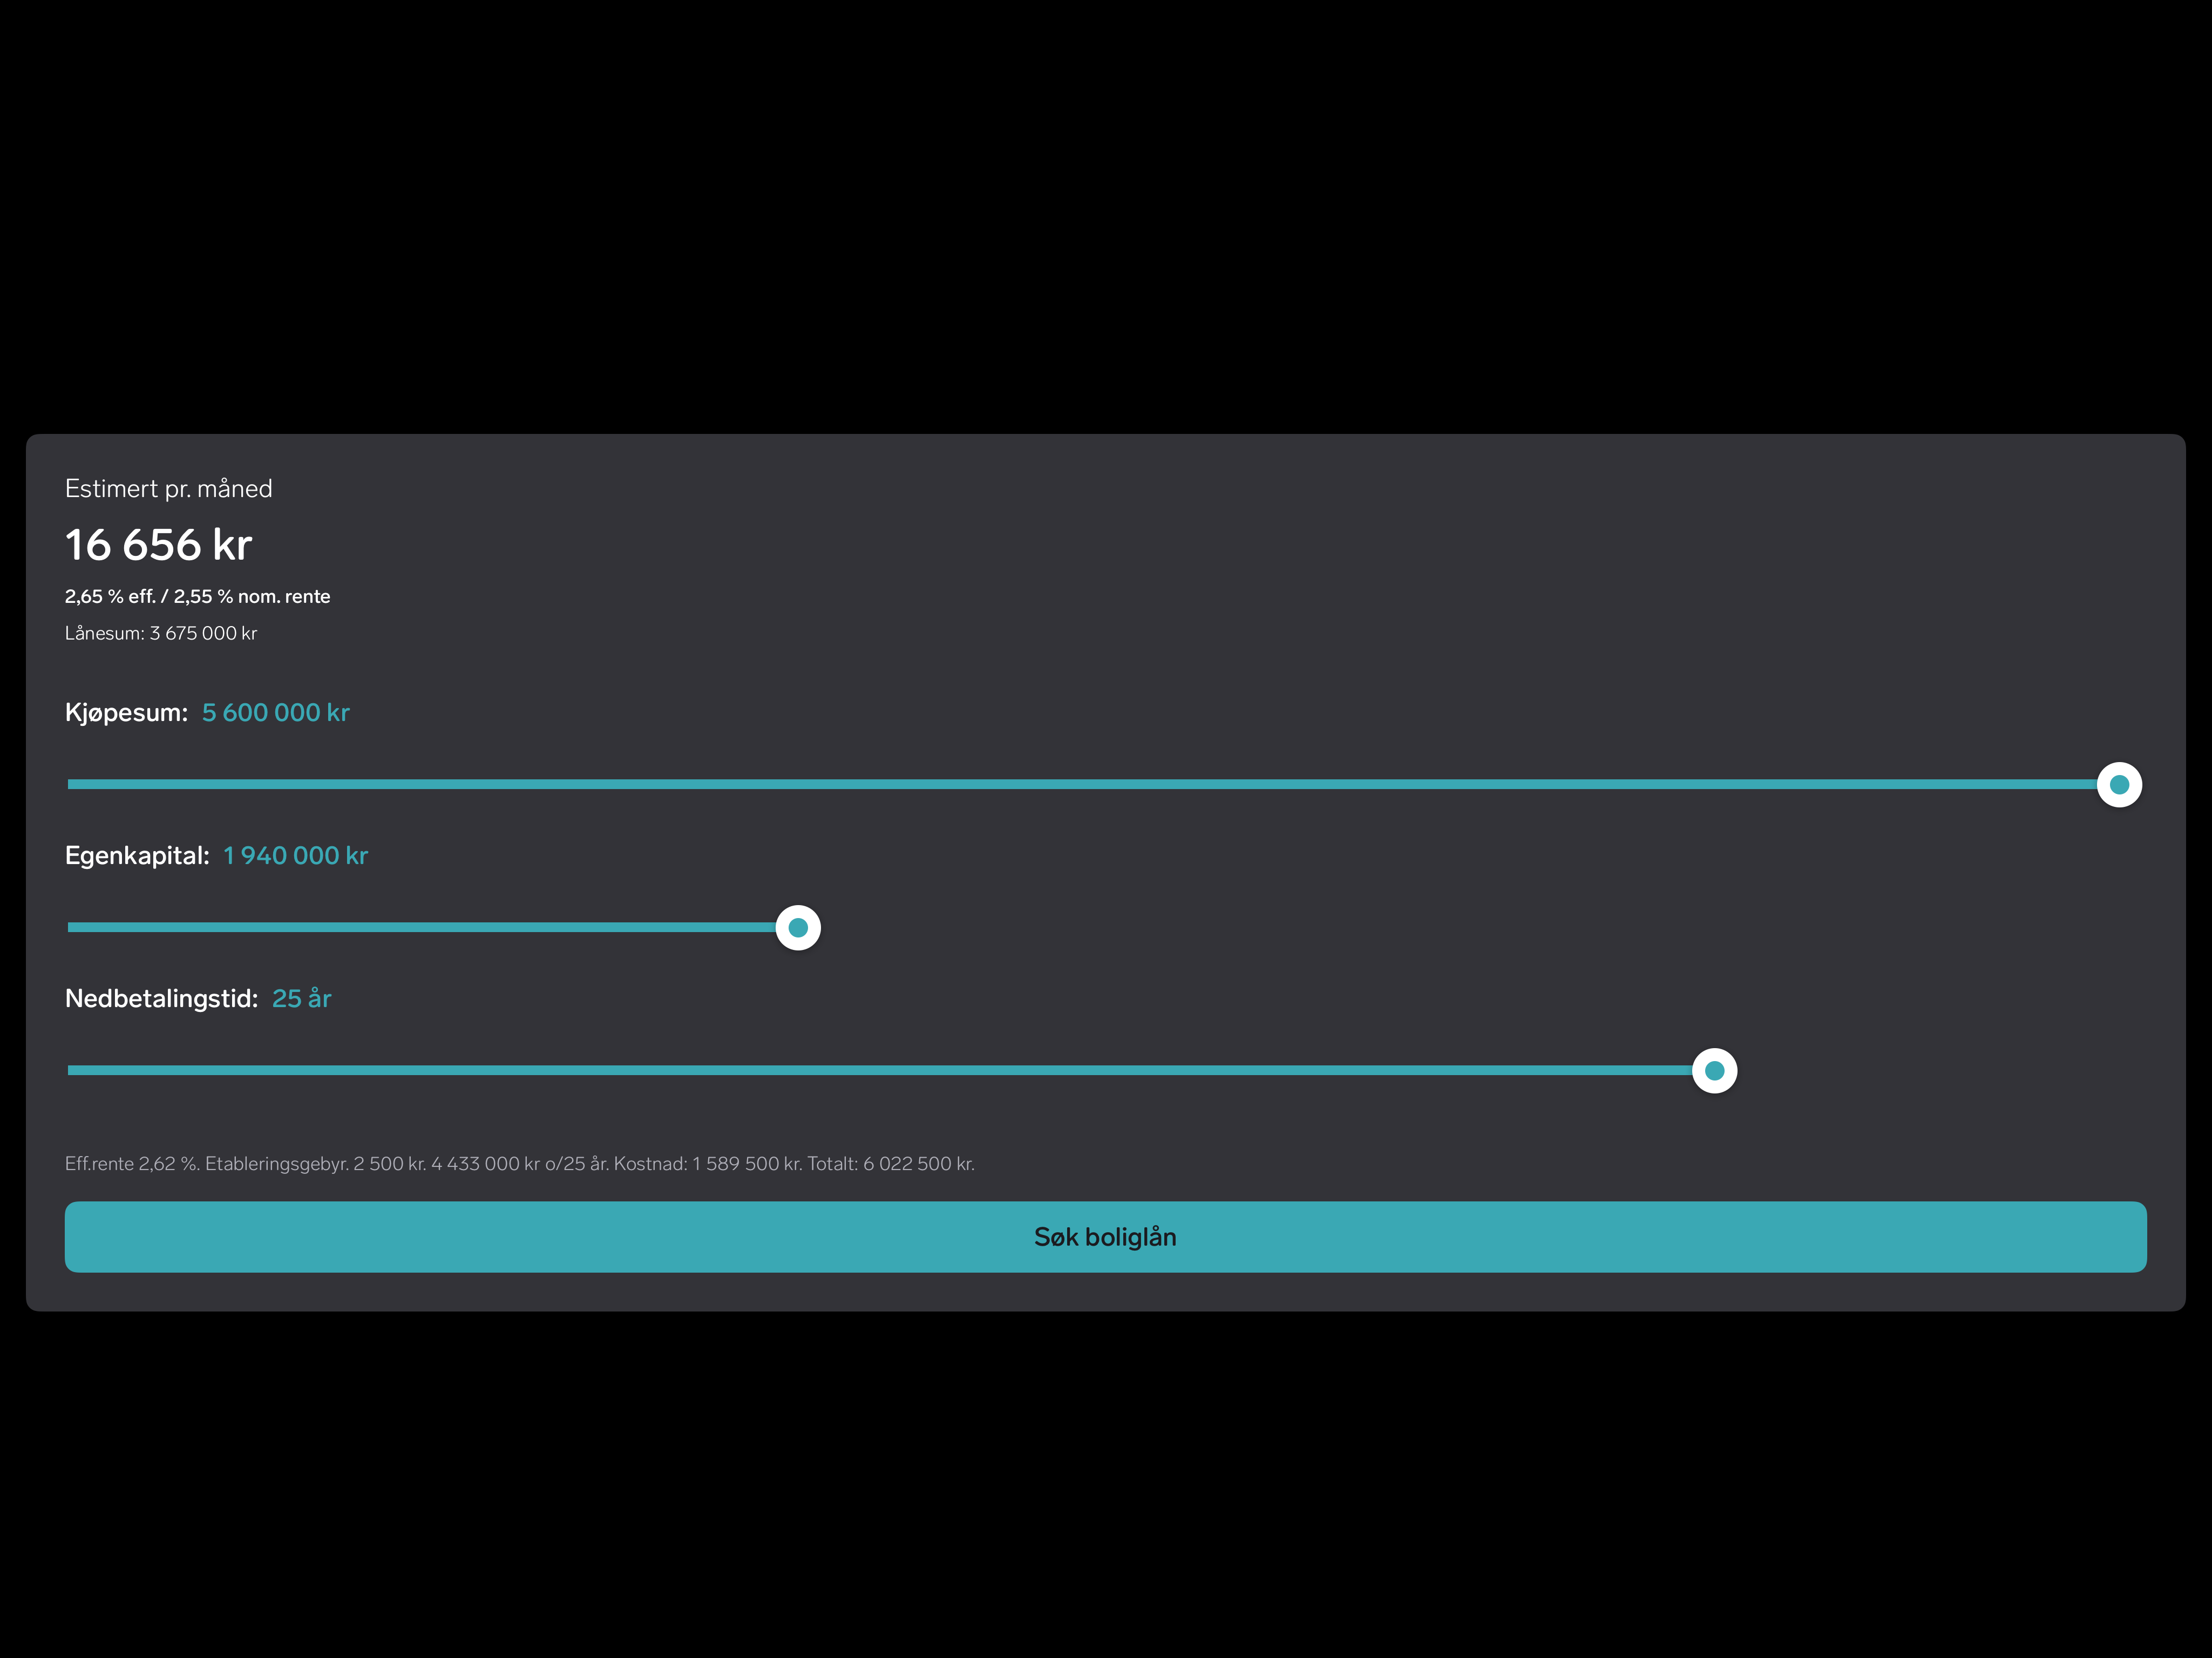 Estimert pr. måned
16 656 kr
2,65 % eff. / 2,55 % nom. rente
Lånesum: 3 675 000 kr
Kjøpesum: 5 600 000 kr
Egenkapital: 1 940 000 kr
Nedbetalingstid: 25 år
Eff.rente 2,62 %. Etableringsgebyr. 2 500 kr. 4 433 000 kr o/25 år. Kostnad: 1 589 500 kr. Totalt: 6 022 500 kr.
Søk boliglån